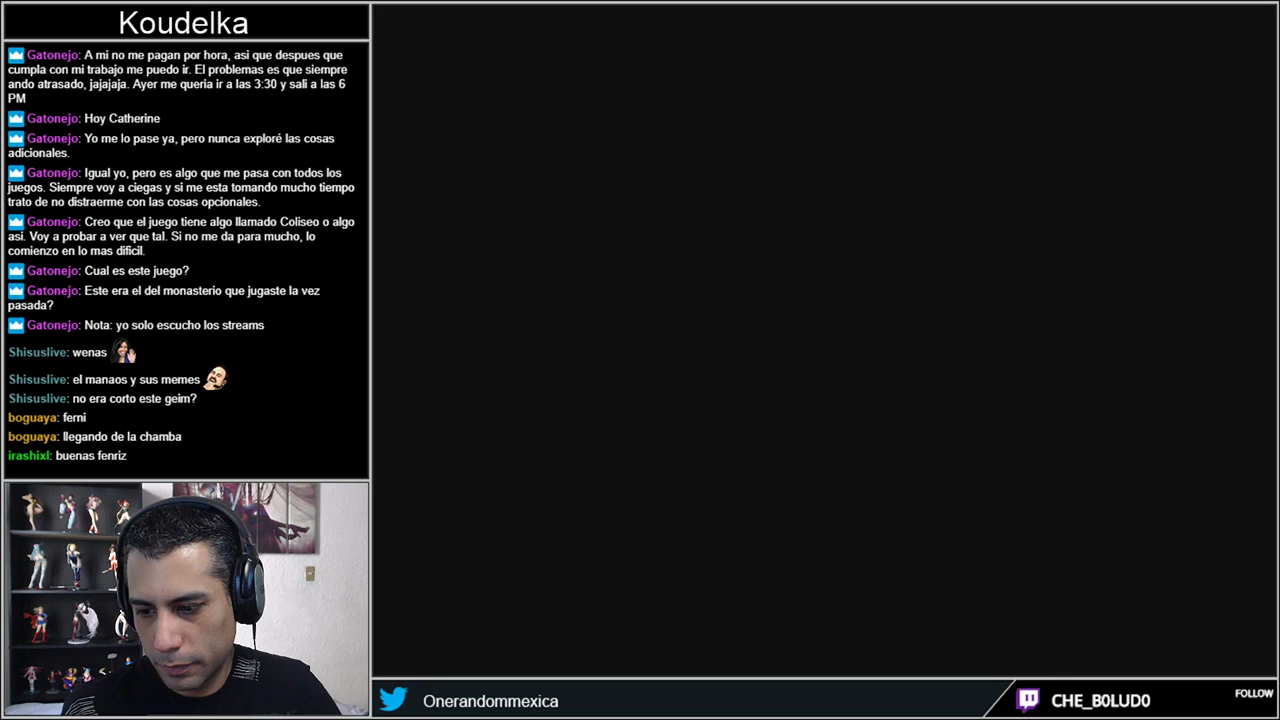 Koudelka
Gatonejo: A mi no me pagan por hora, asi que despues que
cumpla con mi trabajo me puedo ir. El problemas es que siempre
ando atrasado, jajajaja. Ayer me queria ir a las 3:30 y sali a las 6
PM
Gatonejo: Hoy Catherine
Gatonejo: Yo me lo pase ya, pero nunca exploré las cosas
adicionales.
Gatonejo: Igual yo, pero es algo que me pasa con todos los
juegos. Siempre voy a ciegas y si me esta tomando mucho tiempo
trato de no distraerme con las cosas opcionales.
Gatonejo: Creo que el juego tiene algo llamado Coliseo o algo
asi. Voy a probar a ver que tal. Si no me da para mucho, lo
comienzo en lo mas dificil.
Gatonejo: Cual es este juego?
Gatonejo: Este era el del monasterio que jugaste la vez
pasada?
Gatonejo: Nota: yo solo escucho los streams
Shisuslive: wenas
Shisuslive: el manaos y sus memes
Shisuslive: no era corto este geim?
boguaya: ferni
boguaya: llegando de la chamba
irashixl: buenas fenriz
Onerandommexica
CHE_B0LUD0
FOLLOW